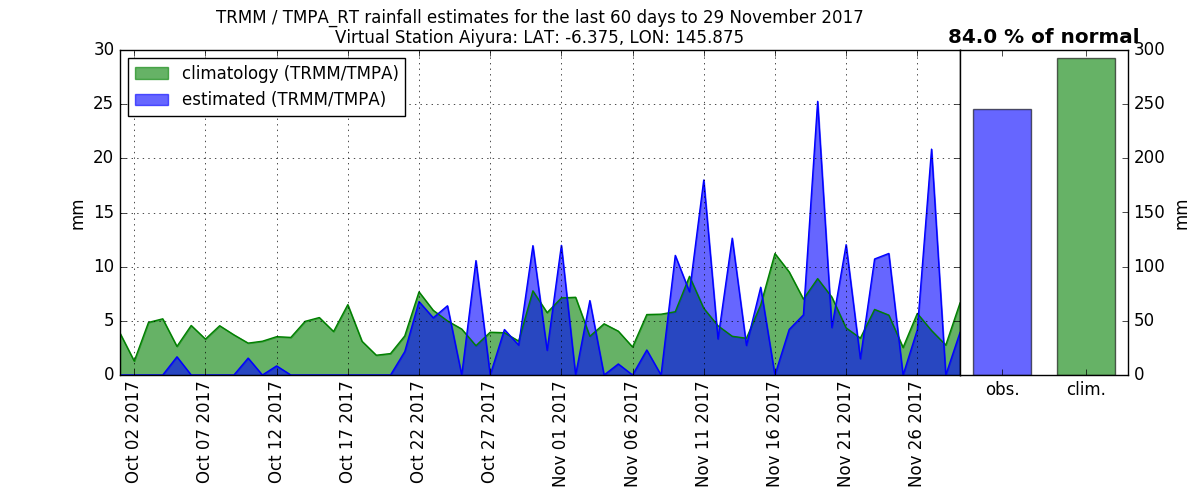 TRMM / TMPA_RT rainfall estimates for the last 60 days to 29 November 2017
Virtual Station Aiyura: LAT: -6.375, LON: 145.875
84.0 % of normal
climatology (TRMM/TMPA)
estimated (TRMM/TMPA)
30
25
20
15
10
5
0
mm
300
250
200
150
100
50
0
mm
Oct 02 2017
Oct 07 2017
Oct 12 2017
Oct 17 2017
Oct 22 2017
Oct 27 2017
Nov 01 2017
Nov 06 2017
Nov 11 2017
Nov 16 2017
Nov 21 2017
Nov 26 2017
obs.
clim.